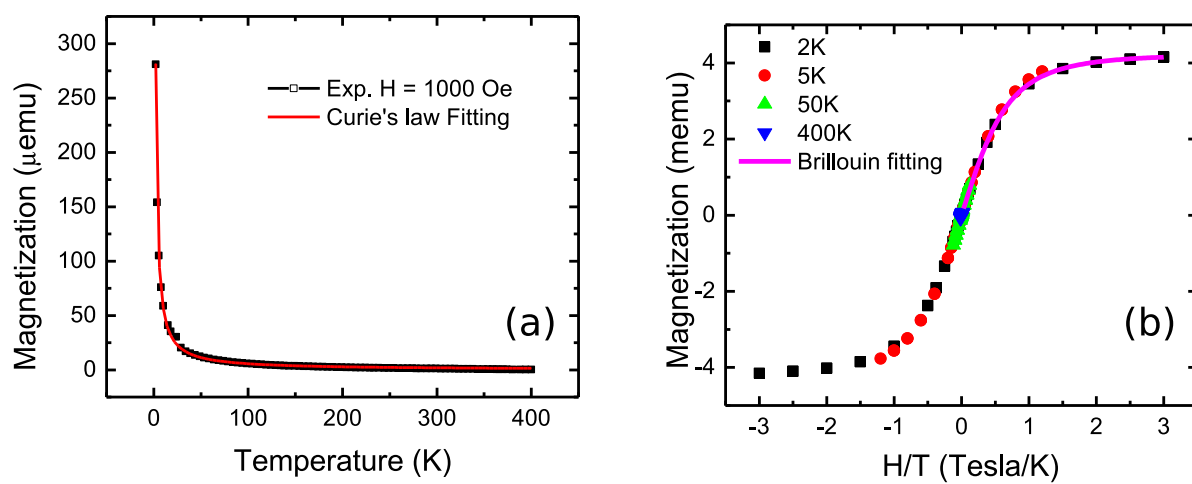 300
250
200
150
100
50
0
Magnetization (μemu)
Exp. H = 1000 Oe
Curie's law Fitting
(a)
0
100
200
300
400
Temperature (K)
4
2
0
-2
-4
Magnetization (memu)
2K
5K
50K
400K
Brillouin fitting
(b)
-3
-2
-1
0
1
2
3
H/T (Tesla/K)